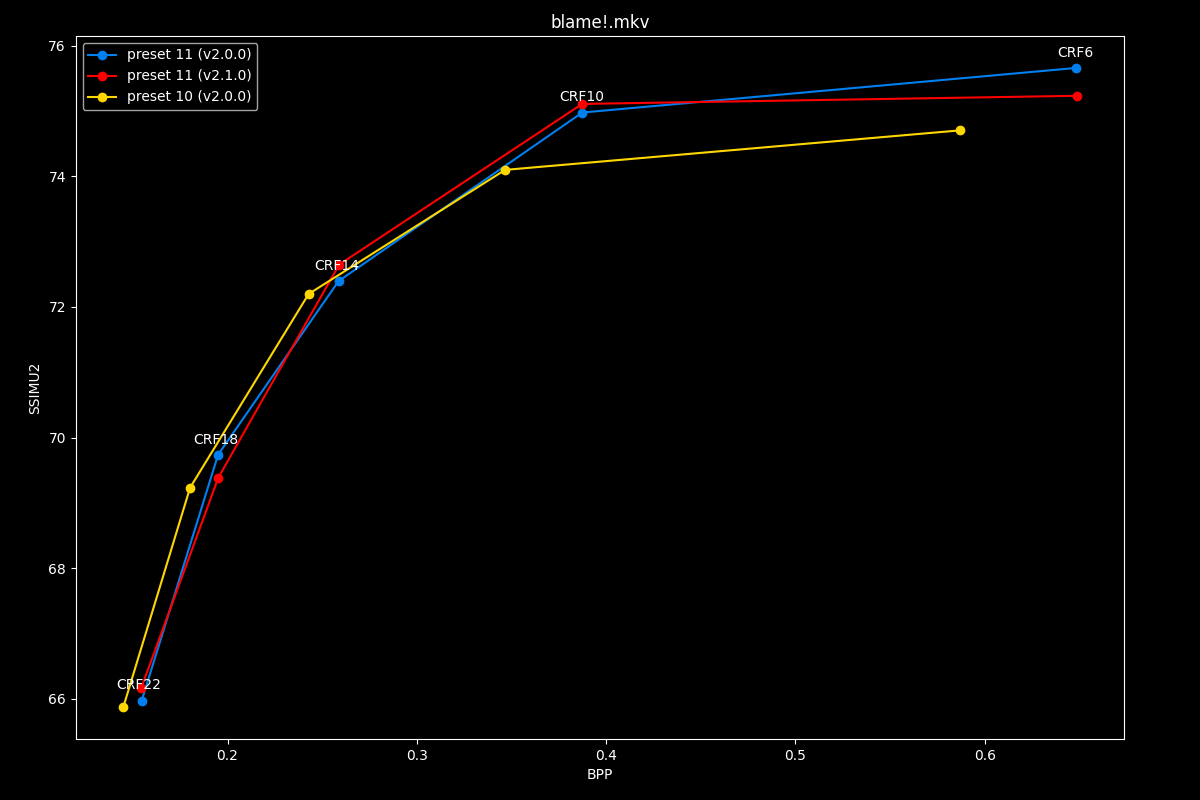 blame!.mkv
preset 11 (v2.0.0)
preset 11 (v2.1.0)
preset 10 (v2.0.0)
CRF6
CRF10
CRF14
CRF18
CRF22
76
74
72
70
68
66
SSIMU2
0.2
0.3
0.4
0.5
0.6
BPP